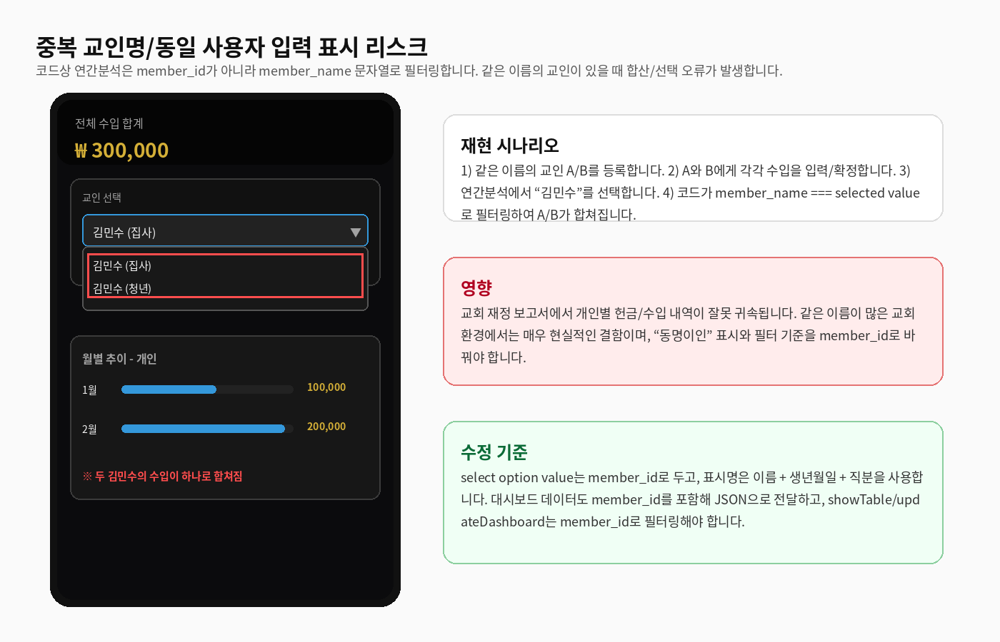 중복 교인명/동일 사용자 입력 표시 리스크
코드상 연간분석은 member_id가 아니라 member_name 문자열로 필터링합니다. 같은 이름의 교인이 있을 때 합산/선택 오류가 발생합니다.
전체 수입 합계
₩ 300,000
교인 선택
김민수 (집사)
김민수 (집사)
김민수 (청년)
월별 추이 - 개인
1월 100,000
2월 200,000
※ 두 김민수의 수입이 하나로 합쳐짐
재현 시나리오
1) 같은 이름의 교인 A/B를 등록합니다. 2) A와 B에게 각각 수입을 입력/확정합니다. 3)
연간분석에서 “김민수”를 선택합니다. 4) 코드가 member_name === selected value
로 필터링하여 A/B가 합쳐집니다.
영향
교회 재정 보고서에서 개인별 헌금/수입 내역이 잘못 귀속됩니다. 같은 이름이 많은 교회
환경에서는 매우 현실적인 결함이며, “동명이인” 표시와 필터 기준을 member_id로 바
꿔야 합니다.
수정 기준
select option value는 member_id로 두고, 표시명은 이름 + 생년월일 + 직분을 사용합
니다. 대시보드 데이터도 member_id를 포함해 JSON으로 전달하고, showTable/upd
ateDashboard는 member_id로 필터링해야 합니다.